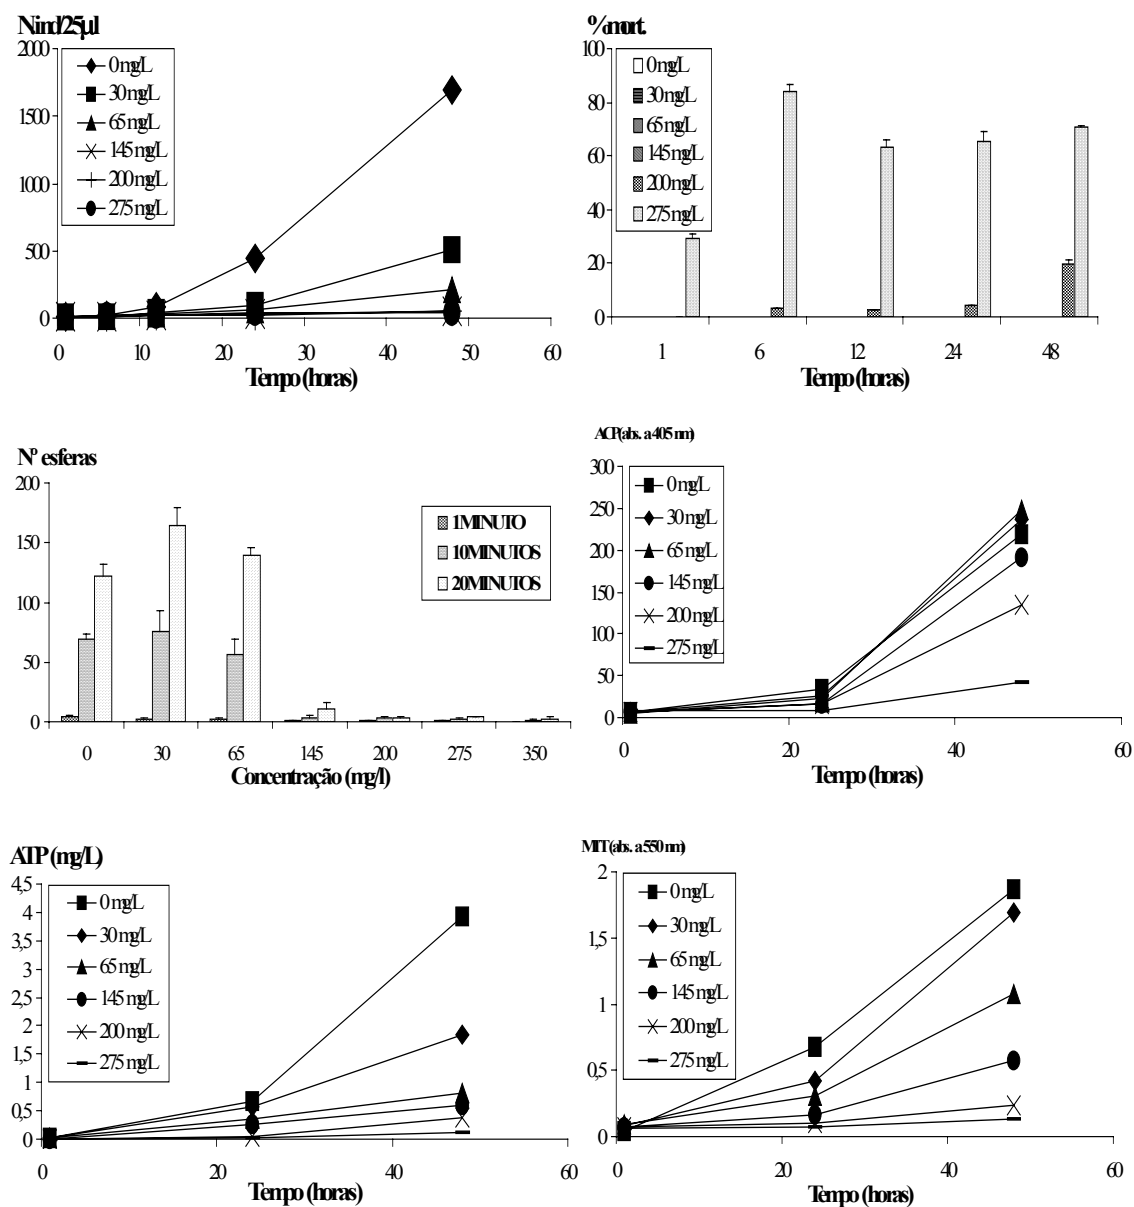 Nind/25µl
2000
1500
1000
500
0
0 mg/L
30 mg/L
65 mg/L
145 mg/L
200 mg/L
275 mg/L
0 10 20 30 40 50 60
Tempo (horas)
% mort.
100
80
60
40
20
0
0 mg/L
30 mg/L
65 mg/L
145 mg/L
200 mg/L
275 mg/L
1 6 12 24 48
Tempo (horas)
Nº esferas
200
150
100
50
0
1 MINUTO
10 MINUTOS
20 MINUTOS
0 30 65 145 200 275 350
Concentração (mg/l)
ACP (abs. a 405 nm)
300
250
200
150
100
50
0
0 mg/L
30 mg/L
65 mg/L
145 mg/L
200 mg/L
275 mg/L
0 20 40 60
Tempo (horas)
ATP (mg/L)
4,5
4
3,5
3
2,5
2
1,5
1
0,5
0
0 mg/L
30 mg/L
65 mg/L
145 mg/L
200 mg/L
275 mg/L
0 20 40 60
Tempo (horas)
MTT (abs. a 550 nm)
2
1,5
1
0,5
0
0 mg/L
30 mg/L
65 mg/L
145 mg/L
200 mg/L
275 mg/L
0 20 40 60
Tempo (horas)